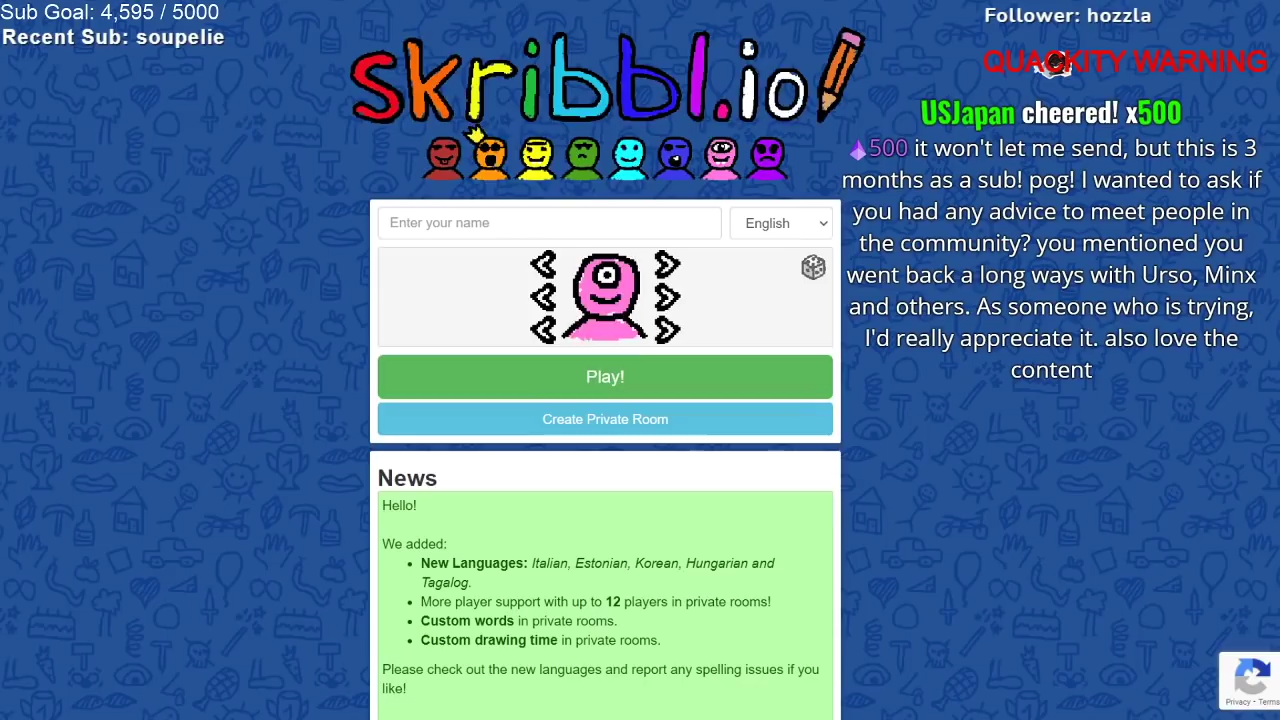 Sub Goal: 4,595 / 5000
Recent Sub: soupelie
Follower: hozzla
QUACKITY WARNING
skribbl.io
USJapan cheered! x500
500 it won't let me send, but this is 3
months as a sub! pog! I wanted to ask if
you had any advice to meet people in
the community? you mentioned you
went back a long ways with Urso, Minx
and others. As someone who is trying,
I'd really appreciate it. also love the
content
Enter your name
English
Play!
Create Private Room
News
Hello!
We added:
New Languages: Italian, Estonian, Korean, Hungarian and
Tagalog.
More player support with up to 12 players in private rooms!
Custom words in private rooms.
Custom drawing time in private rooms.
Please check out the new languages and report any spelling issues if you
like!
Privacy - Terms